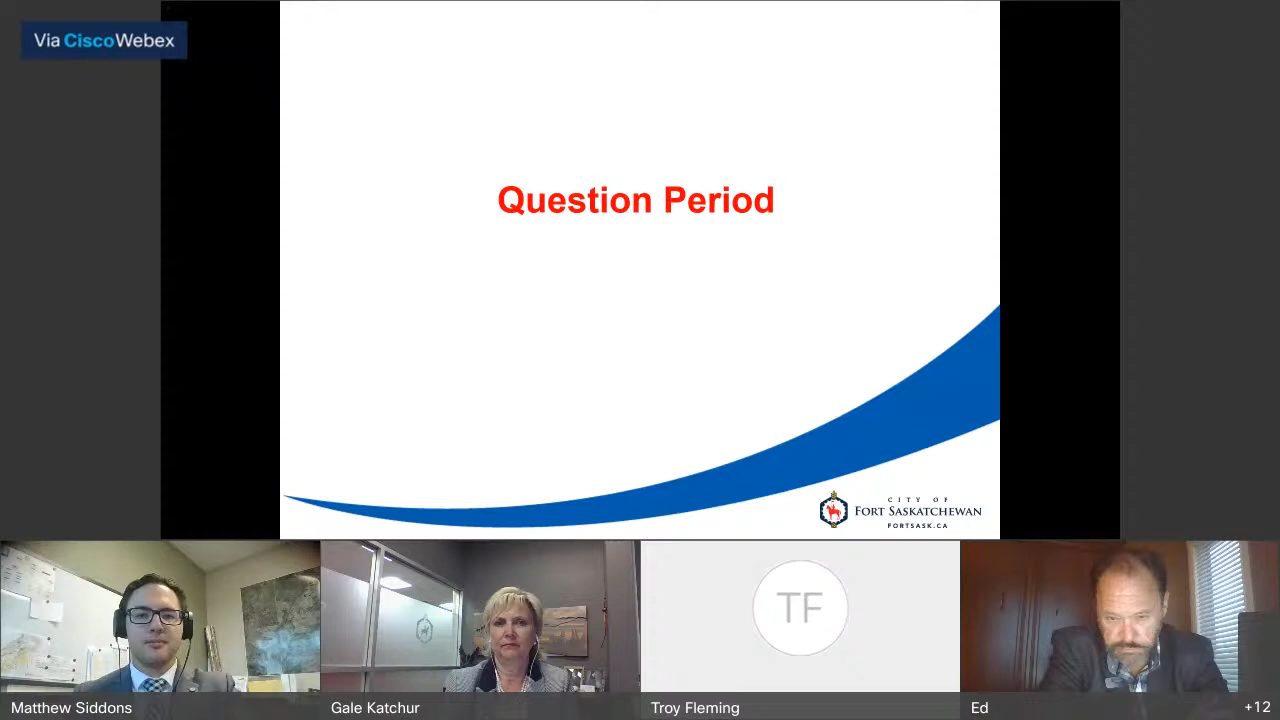 Via CiscoWebex
Question Period
CITY OF
FORT SASKATCHEWAN
FORTSASK.CA
TF
Matthew Siddons
Gale Katchur
Troy Fleming
Ed
+12